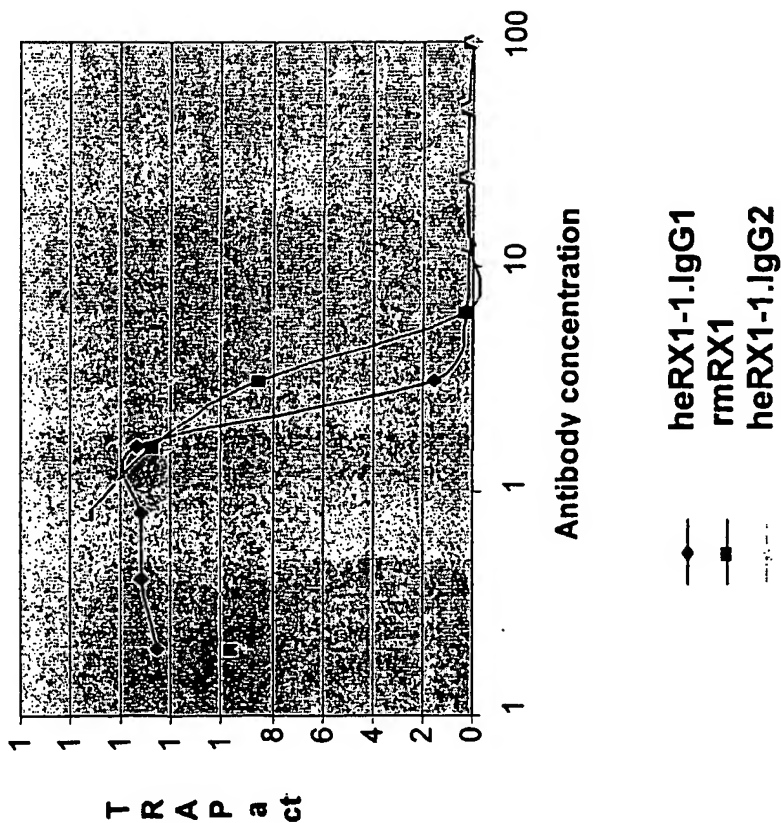 T
R
A
P
a
ct
1
1
1
1
1
8
6
4
2
0
1
1
10
100
Antibody concentration
heRX1-1.IgG1
rmRX1
heRX1-1.IgG2